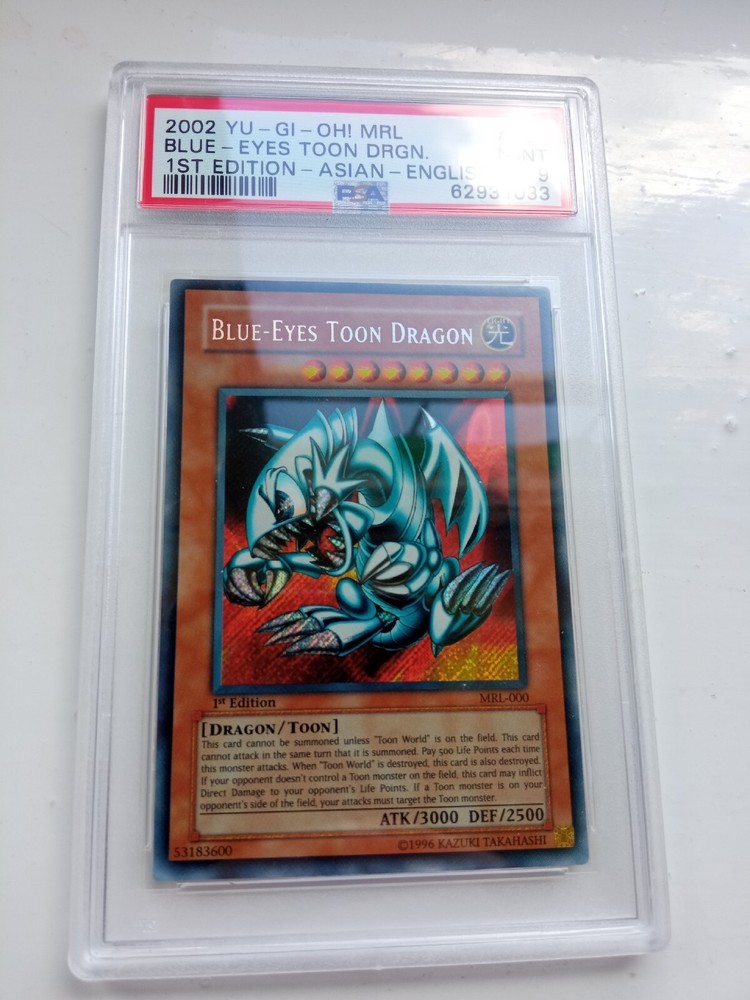 2002 YU-GI-OH! MRL
BLUE-EYES TOON DRGN.
1ST EDITION-ASIAN-ENGLIS 9
PSA
BLUE-EYES TOON DRAGON 光
1st Edition MRL-000
[DRAGON/TOON]
This card cannot be summoned unless "Toon World" is on the field. This card
cannot attack in the same turn that it is summoned. Pay 500 Life Points each time
this monster attacks. When "Toon World" is destroyed, this card is also destroyed.
If your opponent doesn't control a Toon monster on the field, this card may inflict
Direct Damage to your opponent's Life Points. If a Toon monster is on your
opponent's side of the field, your attacks must target the Toon monster.
ATK/3000 DEF/2500
53183600 ©1996 KAZUKI TAKAHASHI